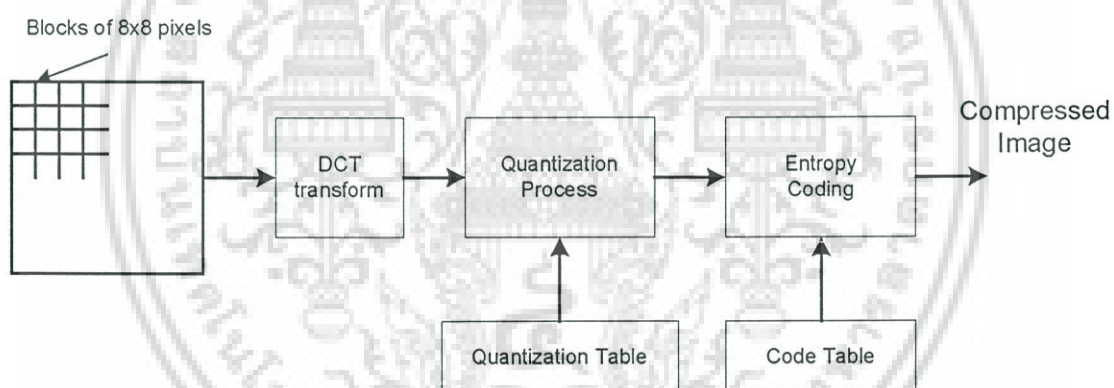 Blocks of 8x8 pixels
DCT
transform
Quantization
Process
Entropy
Coding
Compressed
Image
Quantization Table
Code Table